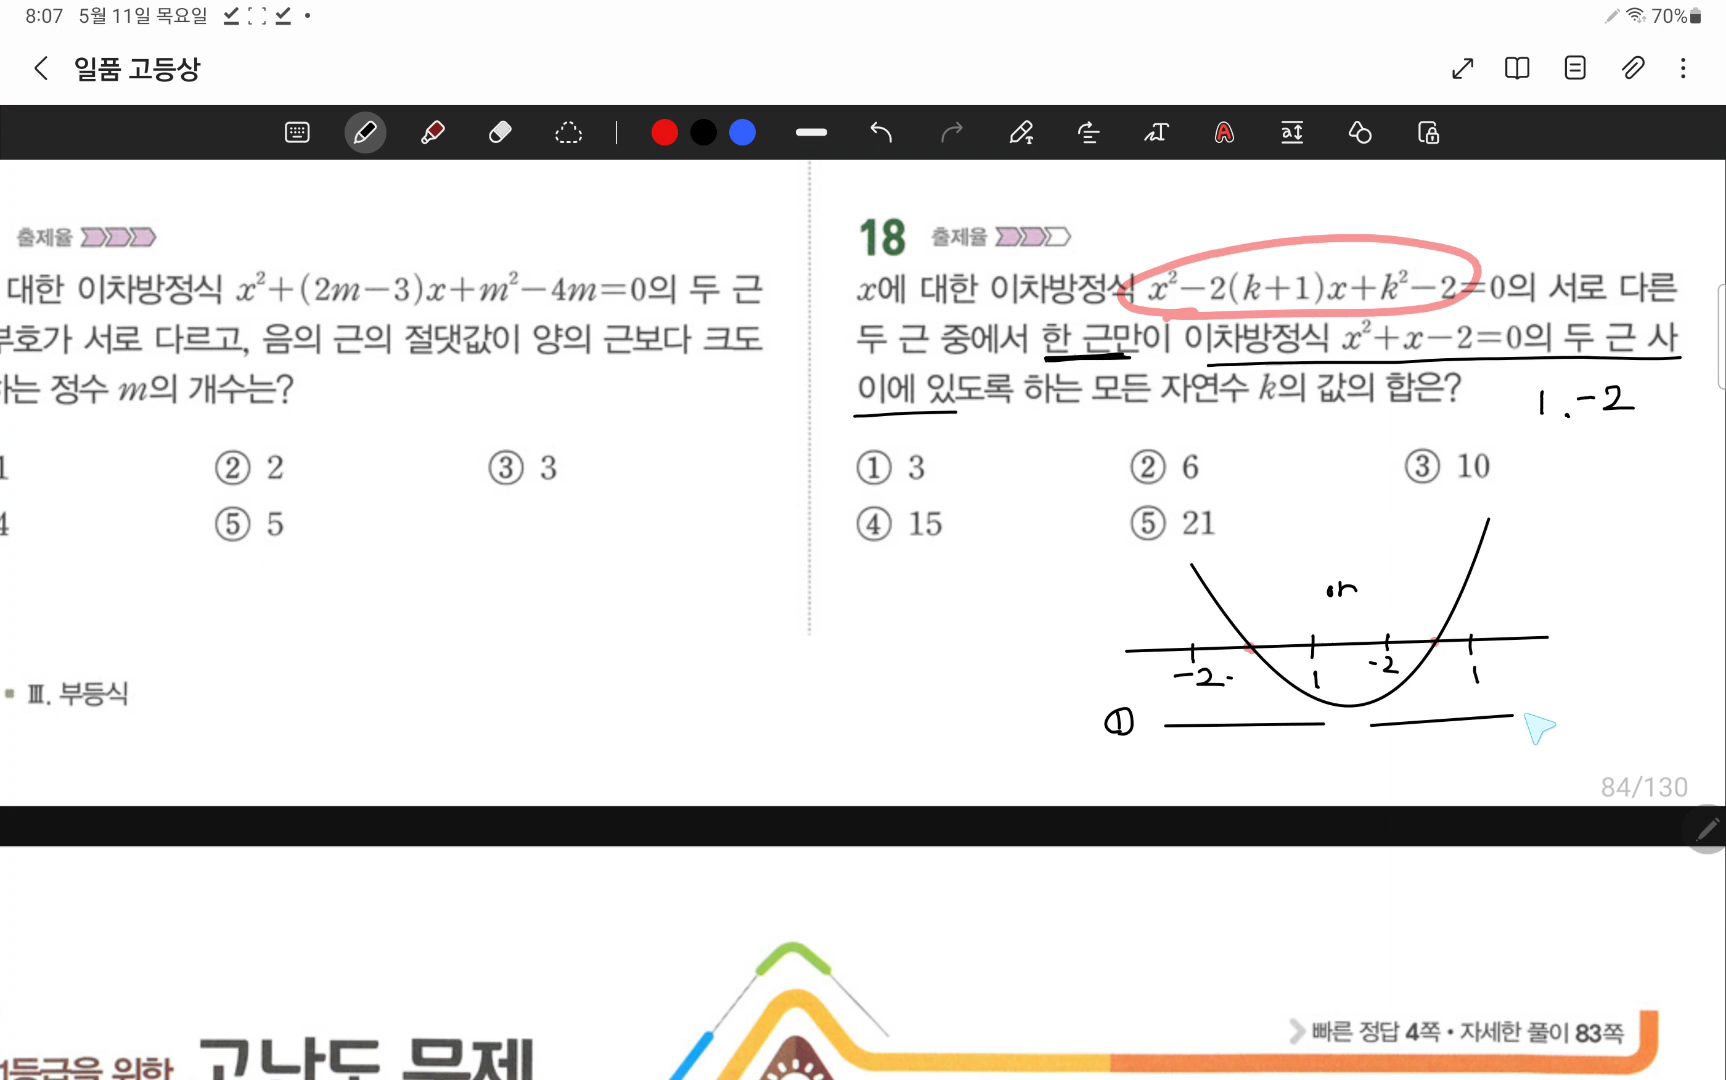 8:07 5월 11일 목요일
70%
일품 고등상
출제율
대한 이차방정식 x²+(2m−3)x+m²−4m=0의 두 근
부호가 서로 다르고, 음의 근의 절댓값이 양의 근보다 크도
하는 정수 m의 개수는?
1 ② 2 ③ 3
4 ⑤ 5
Ⅲ. 부등식
18 출제율
x에 대한 이차방정식 x²−2(k+1)x+k²−2=0의 서로 다른
두 근 중에서 한 근만이 이차방정식 x²+x−2=0의 두 근 사
이에 있도록 하는 모든 자연수 k의 값의 합은?
1, -2
① 3 ② 6 ③ 10
④ 15 ⑤ 21
or
-2 1 -2 1
①
84/130
빠른 정답 4쪽 • 자세한 풀이 83쪽
1등급을 위한 고난도 문제